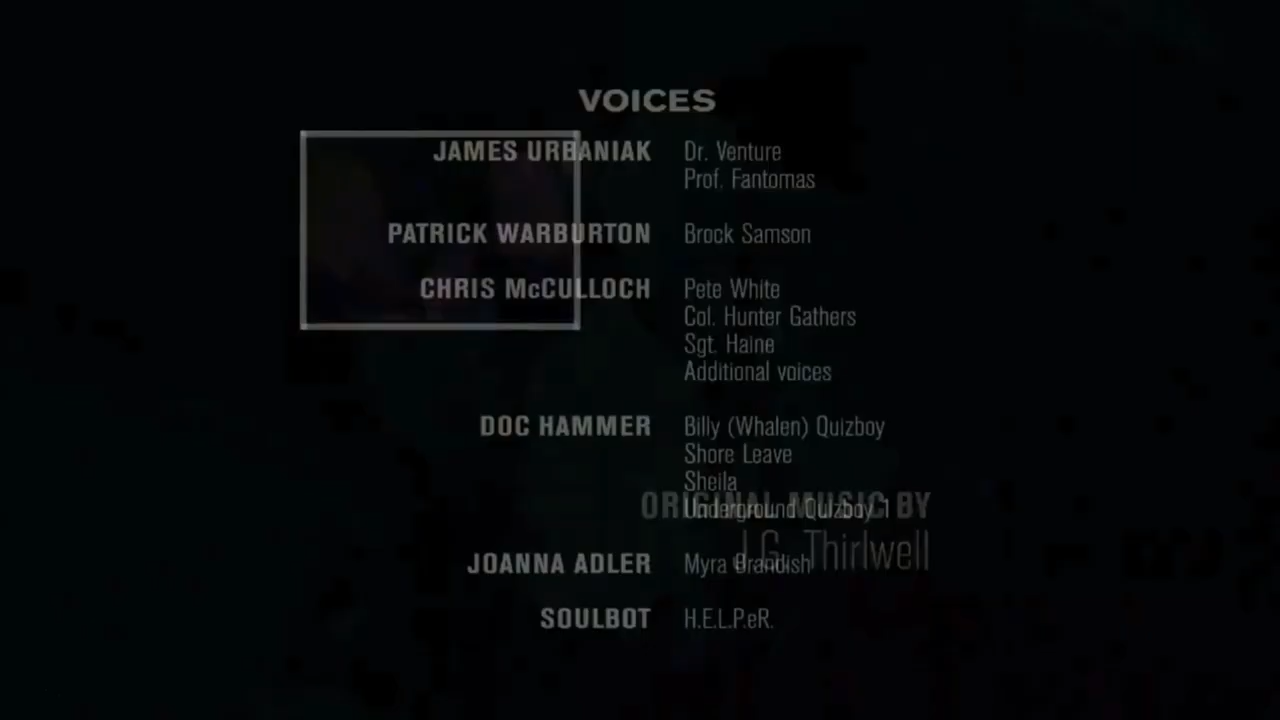 VOICES
JAMES URBANIAK Dr. Venture
Prof. Fantomas
PATRICK WARBURTON Brock Samson
CHRIS McCULLOCH Pete White
Col. Hunter Gathers
Sgt. Haine
Additional voices
DOC HAMMER Billy (Whalen) Quizboy
Shore Leave
Sheila
Underground Quizboy 1
ORIGINAL MUSIC BY
J.G. Thirlwell
JOANNA ADLER Myra Brandish
SOULBOT H.E.L.P.eR.